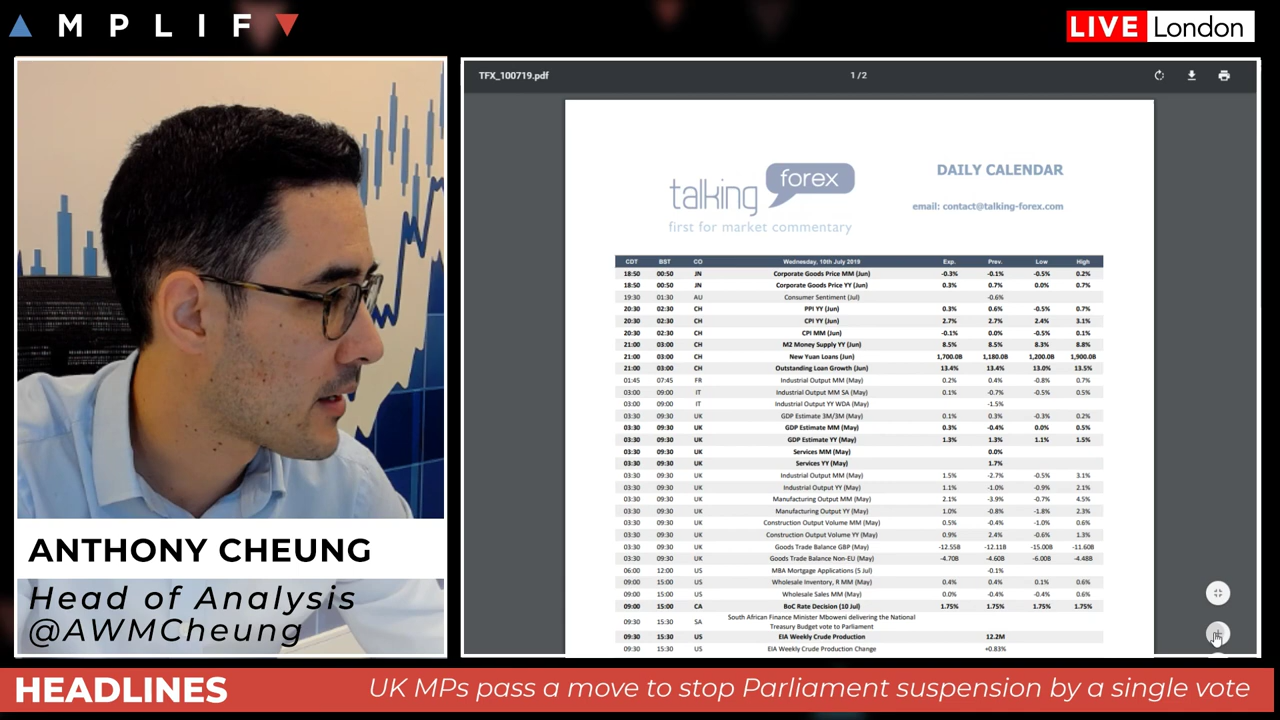 MPLIF
LIVE London
TFX_100719.pdf
1/2
talking forex
first for market commentary
DAILY CALENDAR
email: contact@talking-forex.com
CDT BST CO Wednesday, 10th July 2019 Exp. Prev. Low High
18:50 00:50 JN Corporate Goods Price MM (Jun) -0.3% -0.1% -0.5% 0.2%
18:50 00:50 JN Corporate Goods Price YY (Jun) 0.3% 0.7% 0.0% 0.7%
19:30 01:30 AU Consumer Sentiment (Jul) -0.6%
20:30 02:30 CH PPI YY (Jun) 0.3% 0.6% -0.5% 0.7%
20:30 02:30 CH CPI YY (Jun) 2.7% 2.7% 2.4% 3.1%
20:30 02:30 CH CPI MM (Jun) -0.1% 0.0% -0.5% 0.1%
21:00 03:00 CH M2 Money Supply YY (Jun) 8.5% 8.5% 8.3% 8.8%
21:00 03:00 CH New Yuan Loans (Jun) 1,700.0B 1,180.0B 1,200.0B 1,900.0B
21:00 03:00 CH Outstanding Loan Growth (Jun) 13.4% 13.4% 13.0% 13.5%
01:45 07:45 FR Industrial Output MM (May) 0.2% 0.4% -0.8% 0.7%
03:00 09:00 IT Industrial Output MM SA (May) 0.1% -0.7% -0.5% 0.5%
03:00 09:00 IT Industrial Output YY WDA (May) -1.5%
03:30 09:30 UK GDP Estimate 3M/3M (May) 0.1% 0.3% -0.3% 0.2%
03:30 09:30 UK GDP Estimate MM (May) 0.3% -0.4% 0.0% 0.5%
03:30 09:30 UK GDP Estimate YY (May) 1.3% 1.3% 1.1% 1.5%
03:30 09:30 UK Services MM (May) 0.0%
03:30 09:30 UK Services YY (May) 1.7%
03:30 09:30 UK Industrial Output MM (May) 1.5% -2.7% -0.5% 3.1%
03:30 09:30 UK Industrial Output YY (May) 1.1% -1.0% -0.9% 2.1%
03:30 09:30 UK Manufacturing Output MM (May) 2.1% -3.9% -0.7% 4.5%
03:30 09:30 UK Manufacturing Output YY (May) 1.0% -0.8% -1.8% 2.3%
03:30 09:30 UK Construction Output Volume MM (May) 0.5% -0.4% -1.0% 0.6%
03:30 09:30 UK Construction Output Volume YY (May) 0.9% 2.4% -0.6% 1.3%
03:30 09:30 UK Goods Trade Balance GBP (May) -12.55B -12.11B -15.00B -11.60B
03:30 09:30 UK Goods Trade Balance Non-EU (May) -4.70B -4.60B -6.00B -4.48B
06:00 12:00 US MBA Mortgage Applications (5 Jul) -0.1%
09:00 15:00 US Wholesale Inventory, R MM (May) 0.4% 0.4% 0.1% 0.6%
09:00 15:00 US Wholesale Sales MM (May) 0.0% -0.4% -0.4% 0.6%
09:00 15:00 CA BoC Rate Decision (10 Jul) 1.75% 1.75% 1.75% 1.75%
09:30 15:30 SA South African Finance Minister Mboweni delivering the National
Treasury Budget vote to Parliament
09:30 15:30 US EIA Weekly Crude Production 12.2M
09:30 15:30 US EIA Weekly Crude Production Change +0.83%
ANTHONY CHEUNG
Head of Analysis
@AWMCheung
HEADLINES UK MPs pass a move to stop Parliament suspension by a single vote